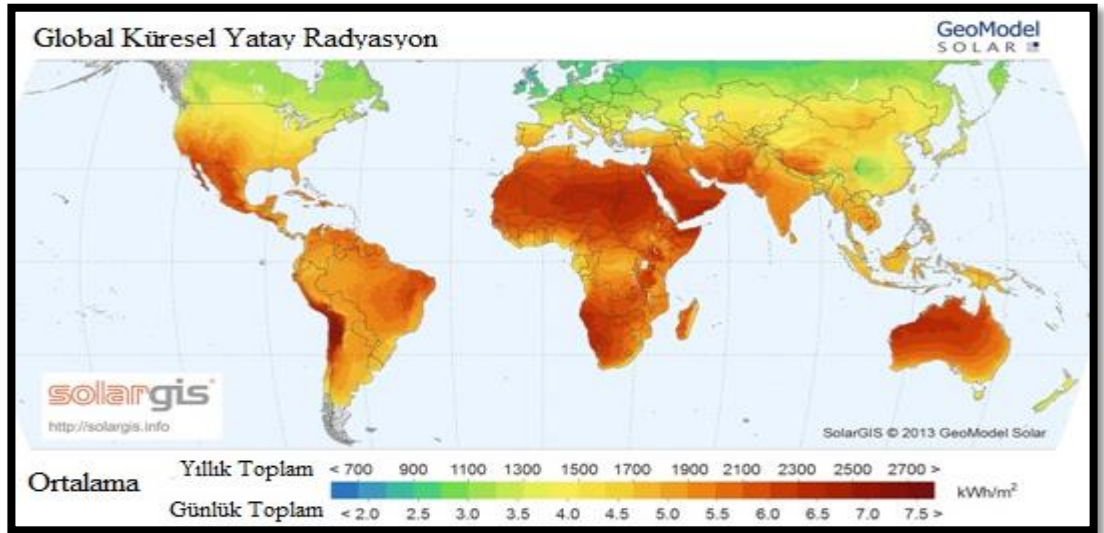 Global Küresel Yatay Radyasyon
GeoModel
SOLAR
solargis
http://solargis.info
SolarGIS © 2013 GeoModel Solar
Ortalama
Yıllık Toplam < 700 900 1100 1300 1500 1700 1900 2100 2300 2500 2700 >
kWh/m²
Günlük Toplam < 2.0 2.5 3.0 3.5 4.0 4.5 5.0 5.5 6.0 6.5 7.0 7.5 >